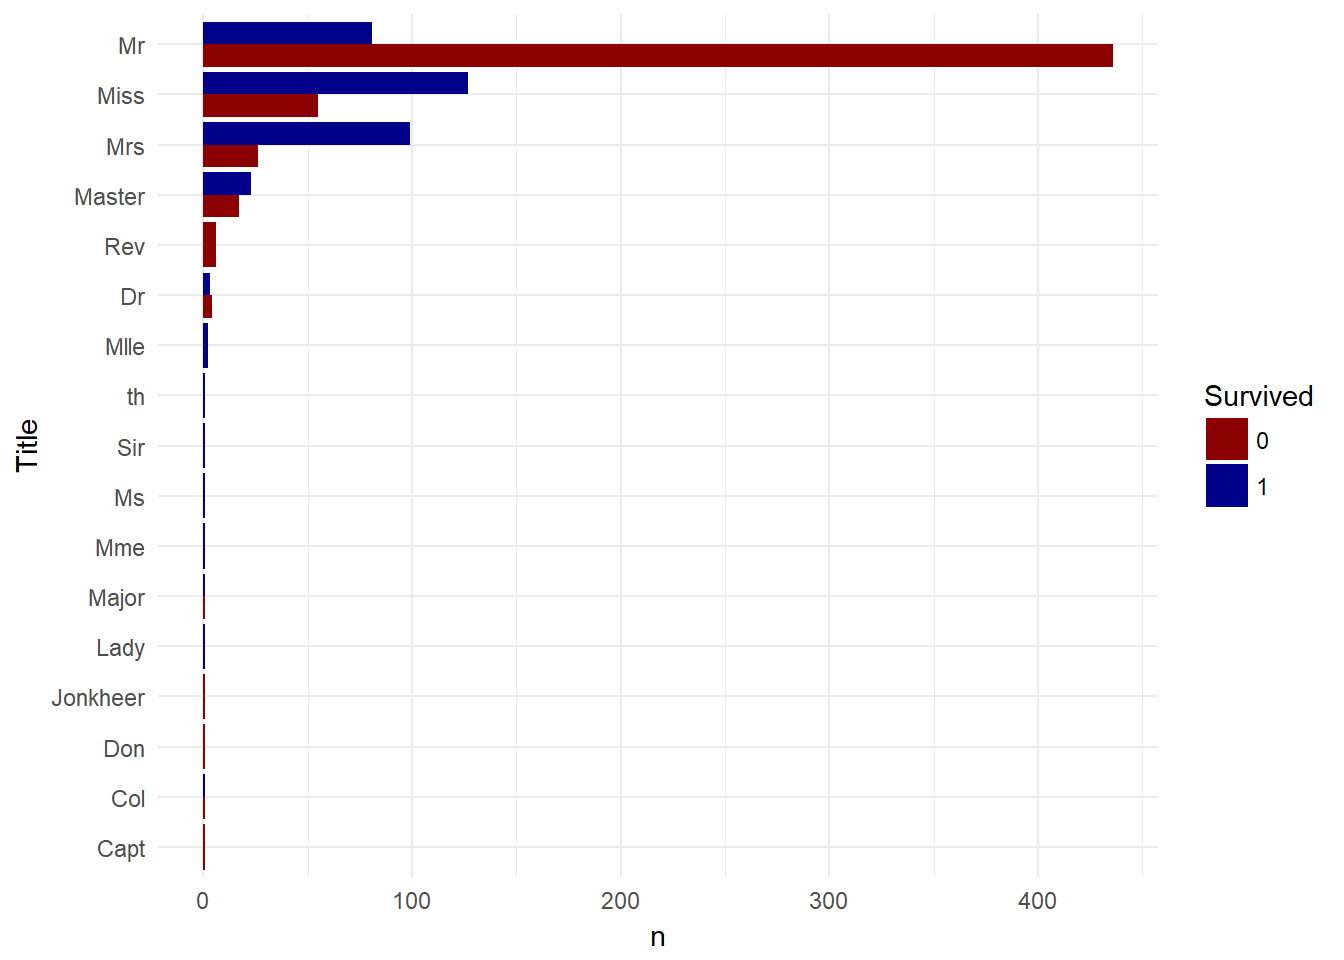 Mr
Miss
Mrs
Master
Rev
Dr
Mlle
th
Sir
Ms
Mme
Major
Lady
Jonkheer
Don
Col
Capt
Title
0 100 200 300 400
n
Survived
0
1